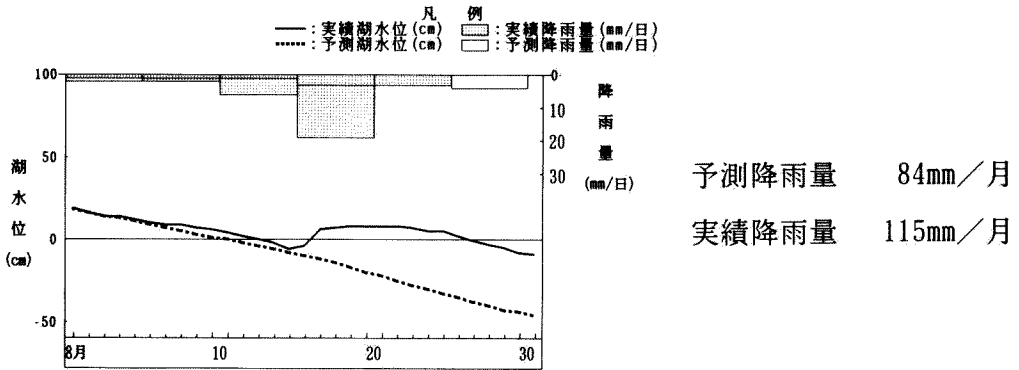 凡 例
:実績湖水位(cm) :実績降雨量(mm/日)
:予測湖水位(cm) :予測降雨量(mm/日)
100
50
0
-50
湖水位(cm)
0
10
20
30
降雨量(mm/日)
8月 10 20 30
予測降雨量 84mm/月
実績降雨量 115mm/月